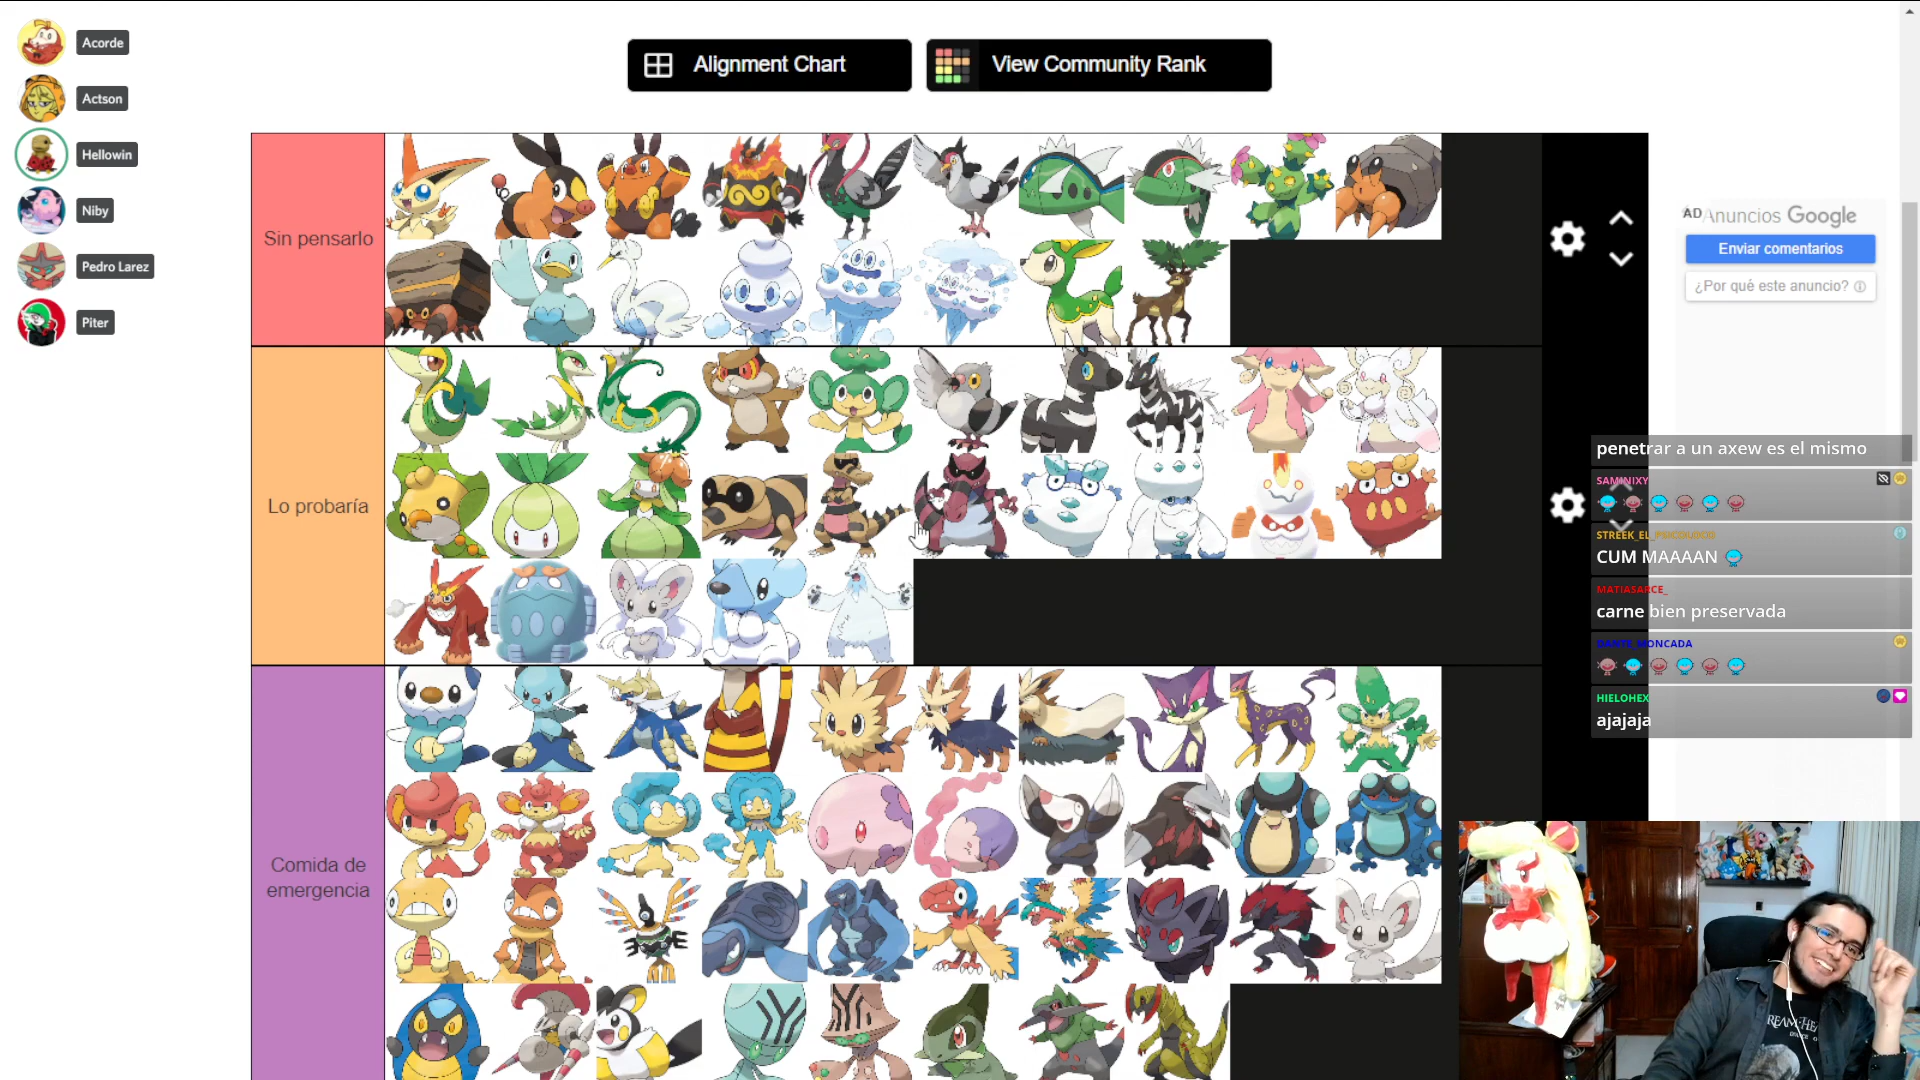 Acorde
Actson
Hellowin
Niby
Pedro Larez
Piter
Alignment Chart
View Community Rank
Sin pensarlo
Lo probaría
Comida de
emergencia
AD
Anuncios Google
Enviar comentarios
¿Por qué este anuncio?
penetrar a un axew es el mismo
SAMINIXY
CUM MAAAAN
MATIASARCE_
carne bien preservada
DANTE_MONCADA
HIELOHEX
ajajaja